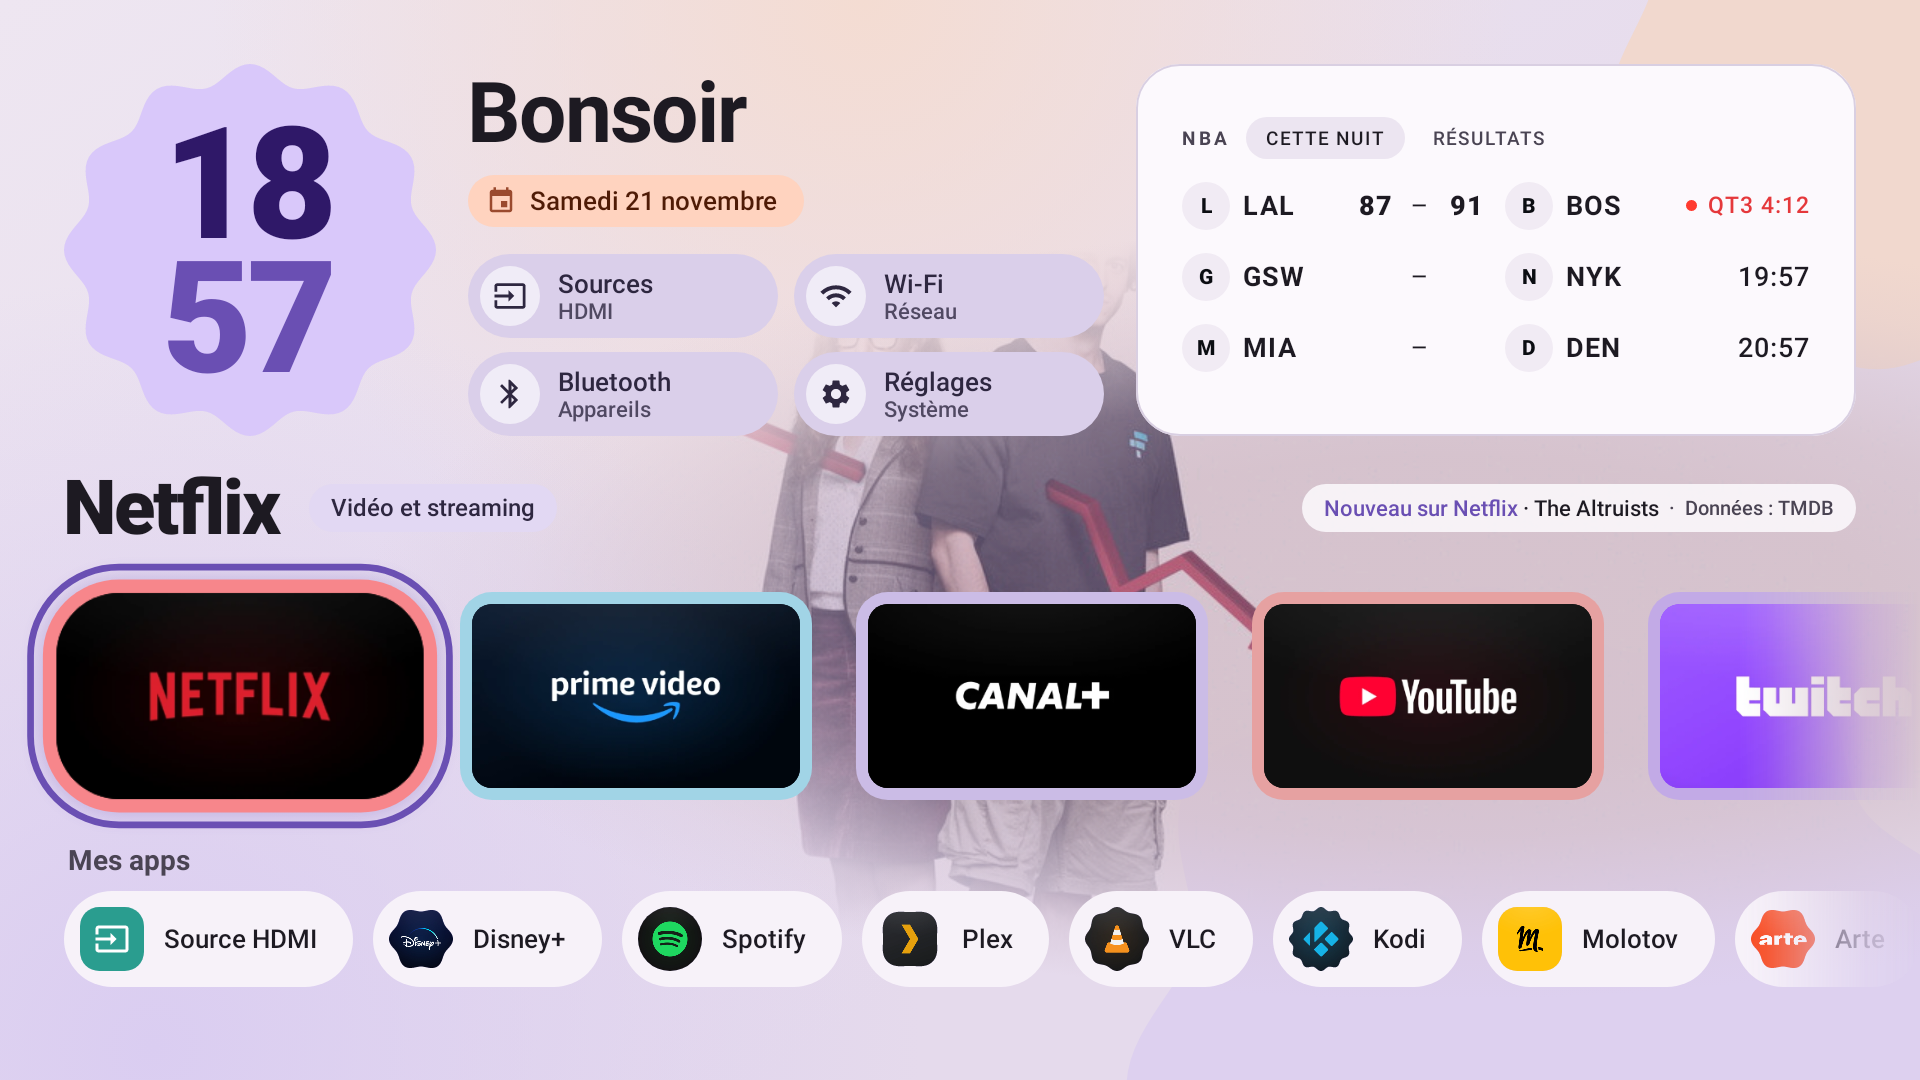 18
57
Bonsoir
Samedi 21 novembre
Sources
HDMI
Wi-Fi
Réseau
Bluetooth
Appareils
Réglages
Système
NBA CETTE NUIT RÉSULTATS
L LAL 87 – 91 B BOS QT3 4:12
G GSW – N NYK 19:57
M MIA – D DEN 20:57
Netflix Vidéo et streaming
Nouveau sur Netflix · The Altruists · Données : TMDB
NETFLIX
prime video
CANAL+
YouTube
twitch
Mes apps
Source HDMI
Disney+ Disney+
Spotify
Plex
VLC
Kodi
M Molotov
arte Arte